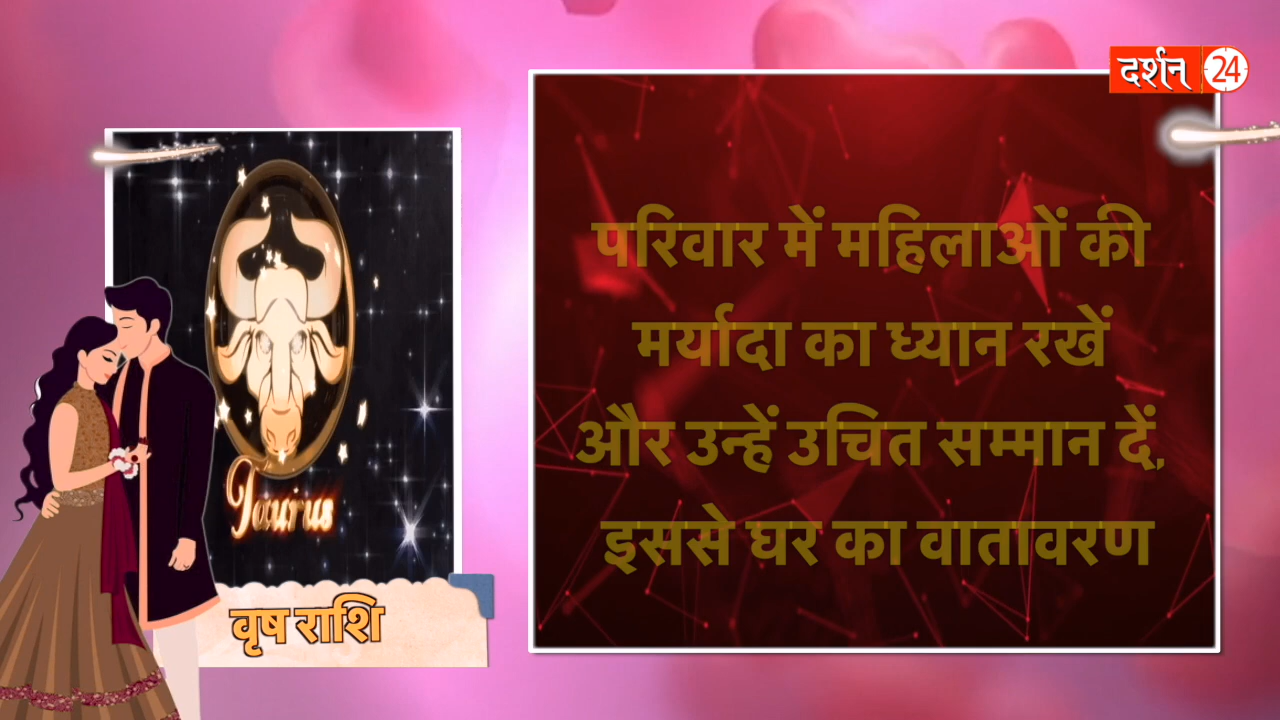 दर्शन 24
परिवार में महिलाओं की
मर्यादा का ध्यान रखें
और उन्हें उचित सम्मान दें,
इससे घर का वातावरण
Taurus
वृष राशि